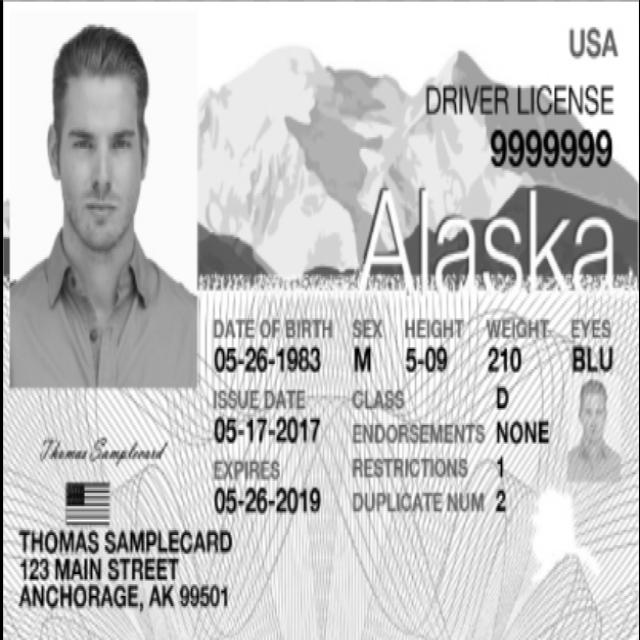 USA
DRIVER LICENSE
9999999
Alaska
DATE OF BIRTH SEX HEIGHT WEIGHT EYES
05-26-1983 M 5-09 210 BLU
ISSUE DATE CLASS D
05-17-2017 ENDORSEMENTS NONE
EXPIRES RESTRICTIONS 1
05-26-2019 DUPLICATE NUM 2
Thomas Samplecard
THOMAS SAMPLECARD
123 MAIN STREET
ANCHORAGE, AK 99501